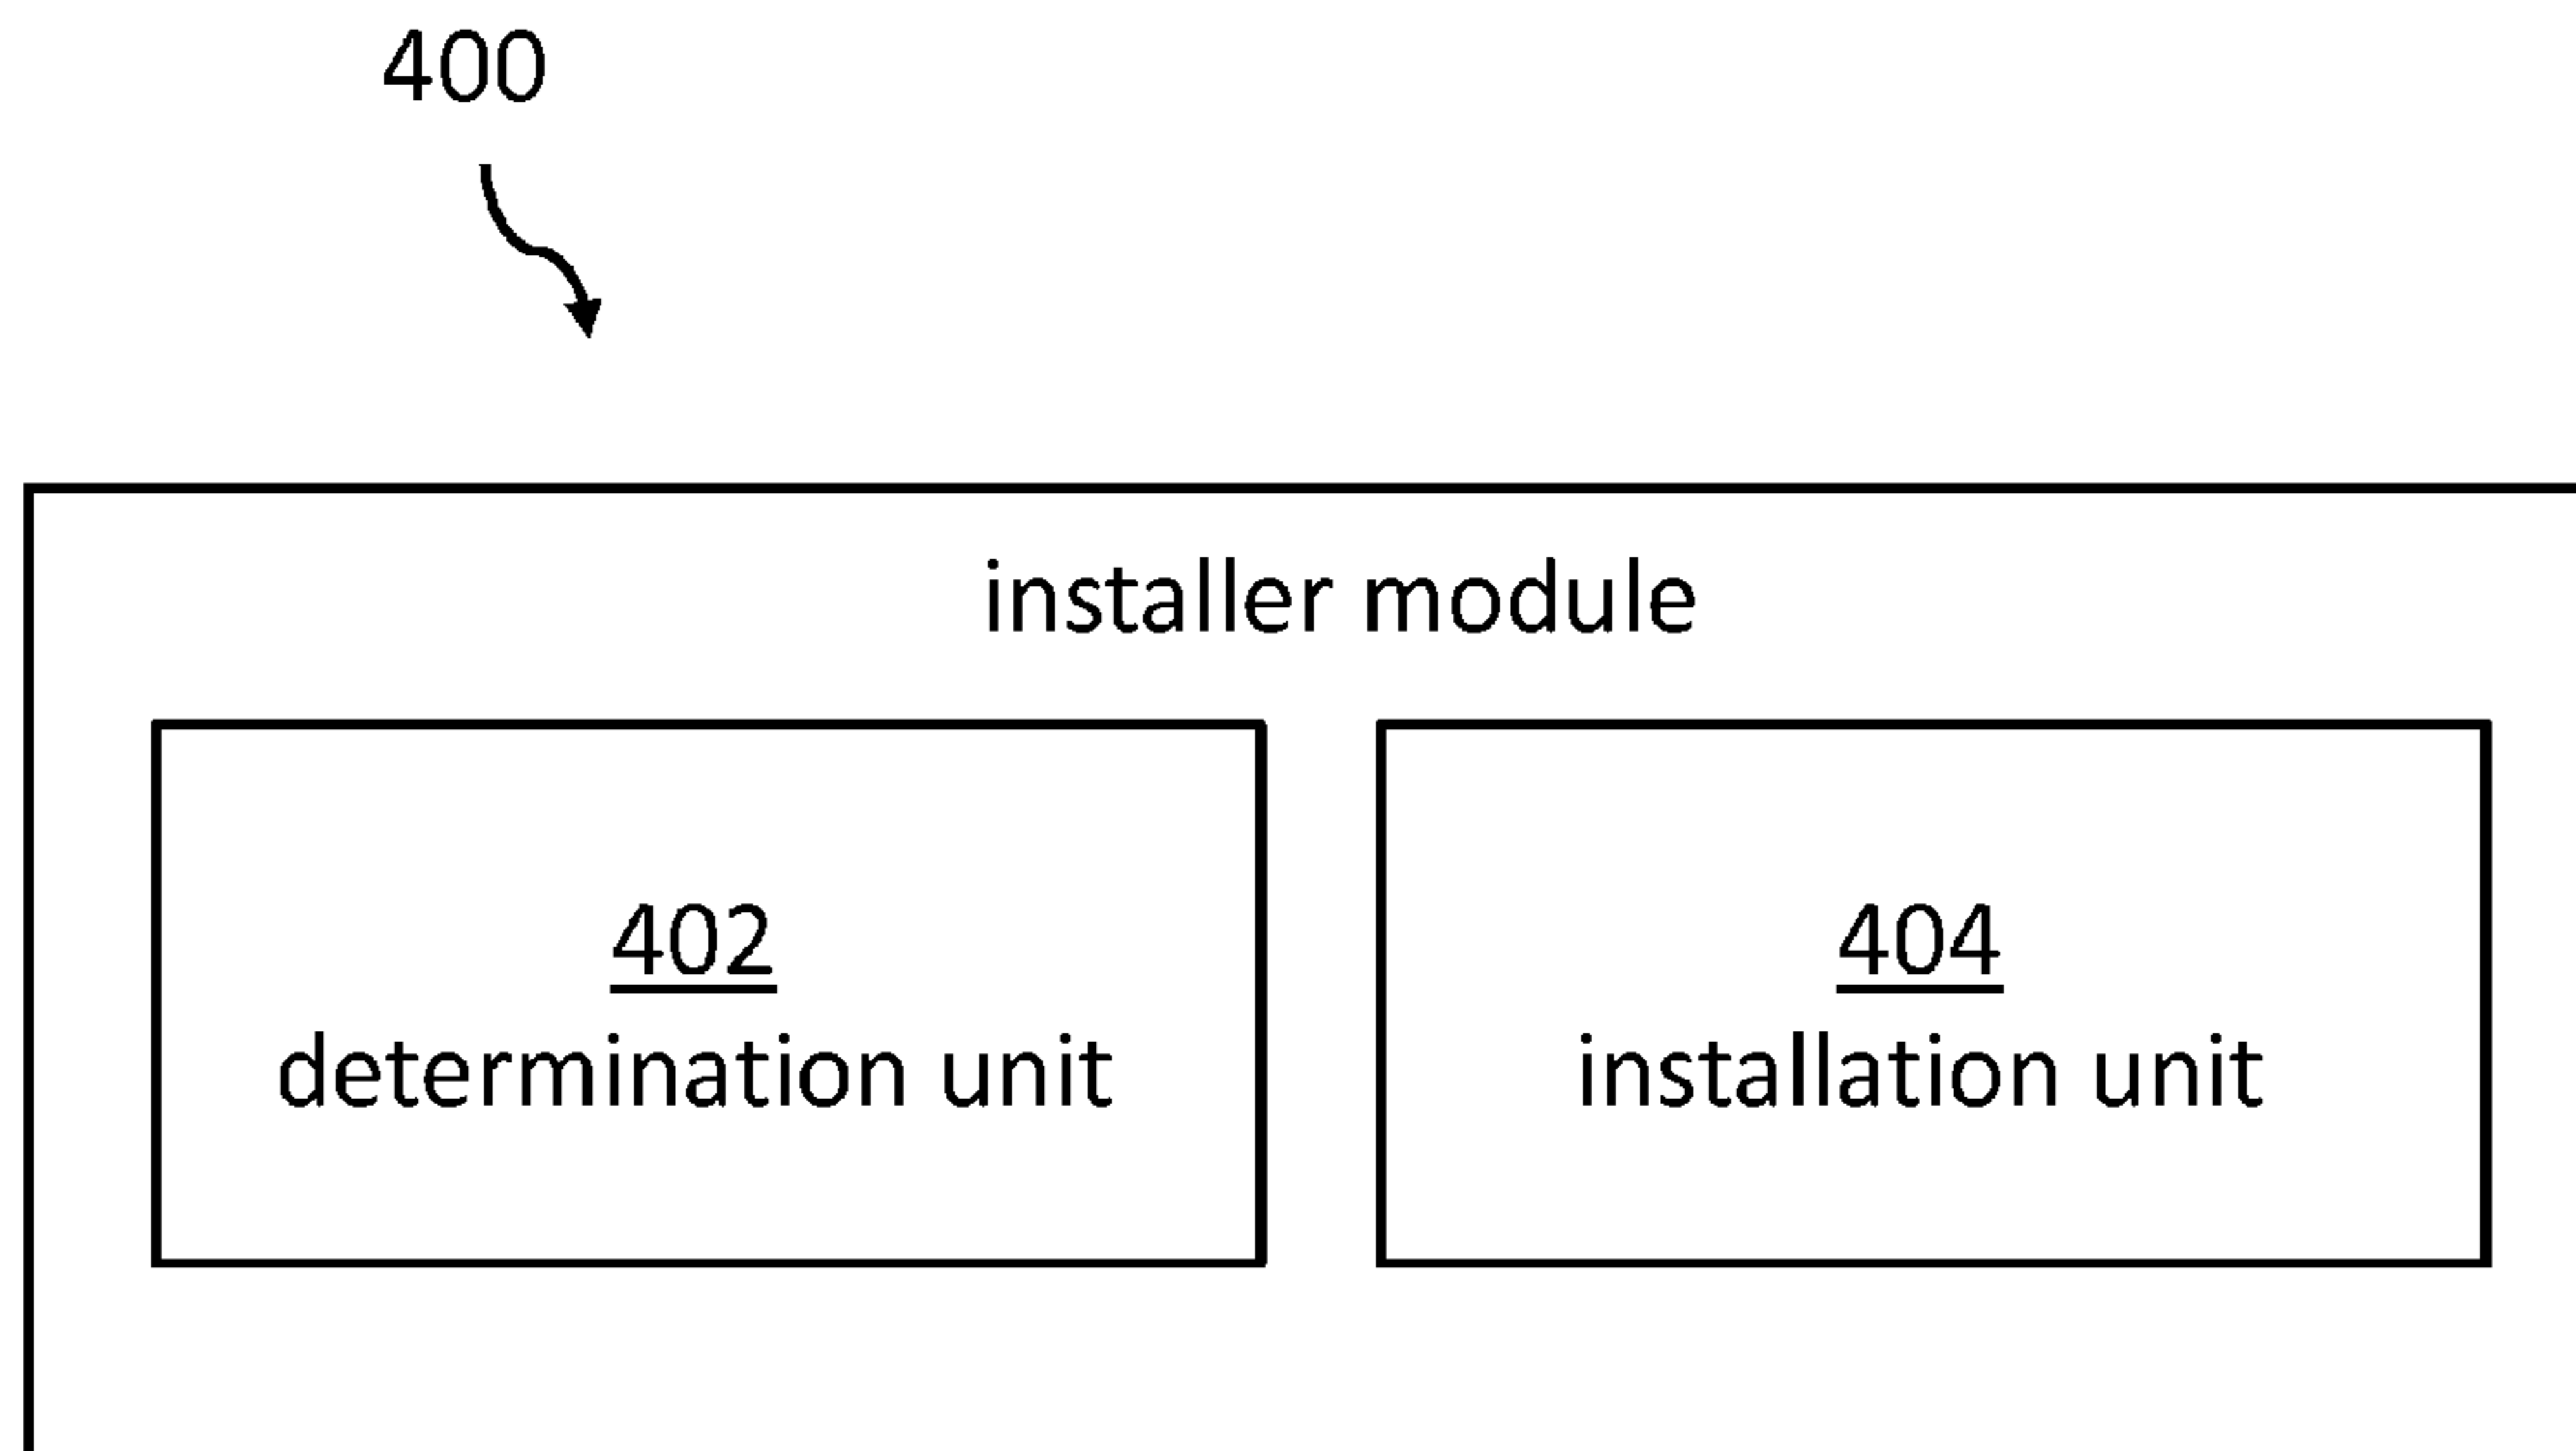 400
installer module
402
determination unit
404
installation unit